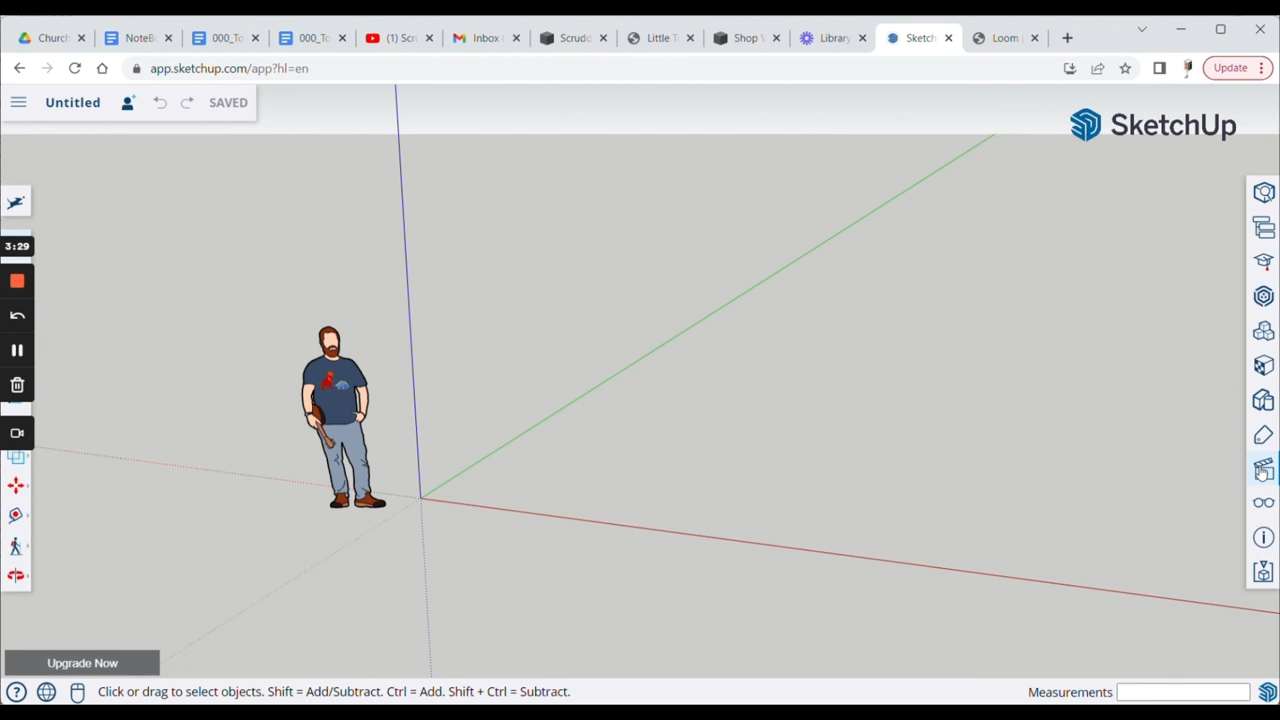 Church
NoteB
000_To
000_To
(1) Scr
Inbox
Scrudd
Little T
Shop V
Library
Sketch
Loom |
app.sketchup.com/app?hl=en
Update
Untitled
SAVED
SketchUp
3:29
Upgrade Now
Click or drag to select objects. Shift = Add/Subtract. Ctrl = Add. Shift + Ctrl = Subtract.
Measurements